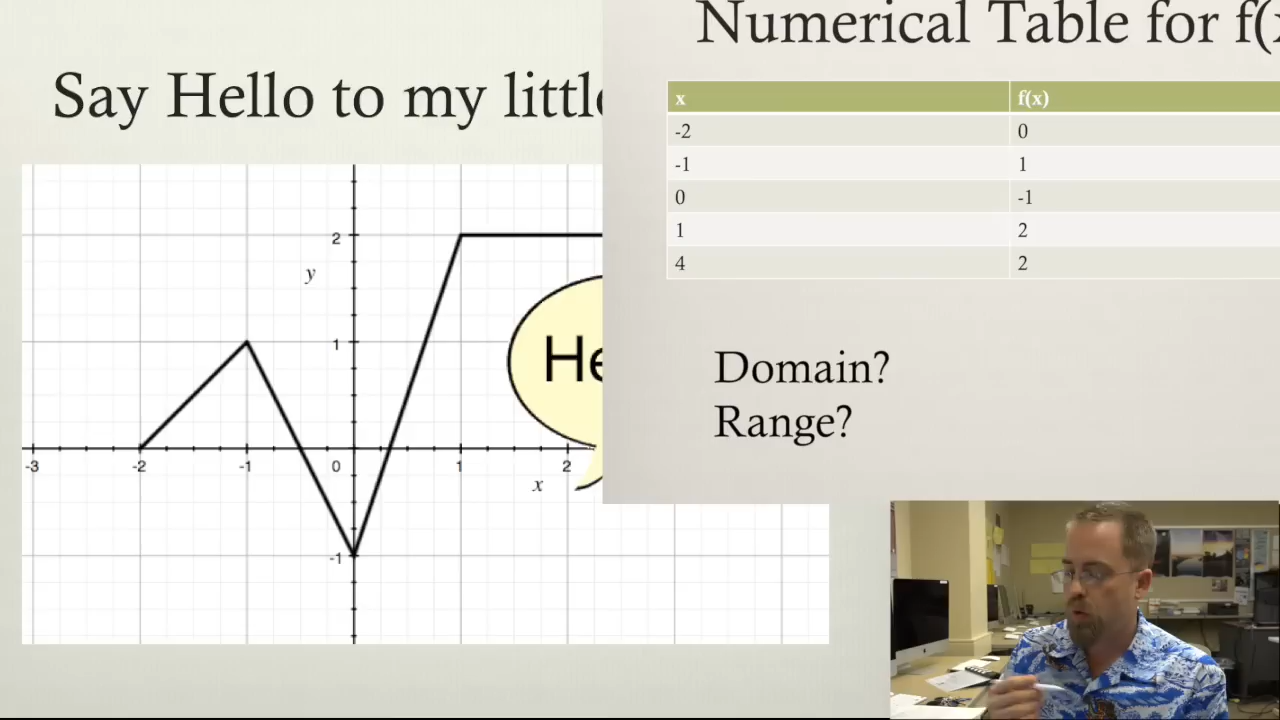 Say Hello to my little
2
y
1
He
-3
-2
-1
0
1
2
x
-1
Numerical Table for f(x
x f(x)
-2 0
-1 1
0 -1
1 2
4 2
Domain?
Range?